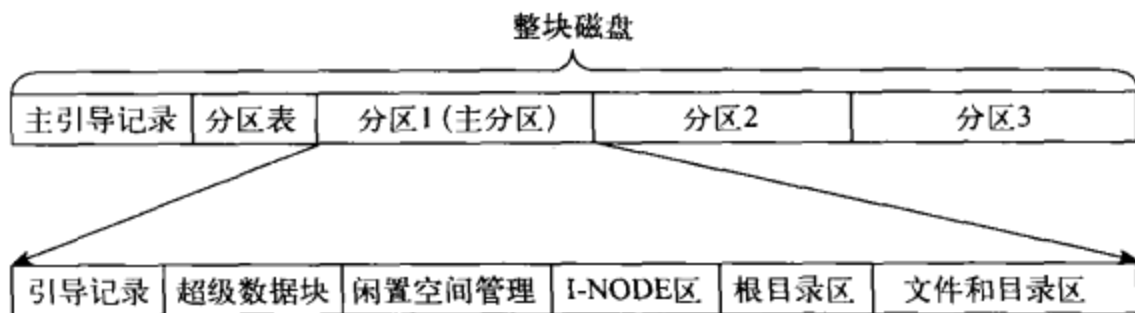 整块磁盘
主引导记录 分区表 分区1(主分区) 分区2 分区3
引导记录 超级数据块 闲置空间管理 I-NODE区 根目录区 文件和目录区